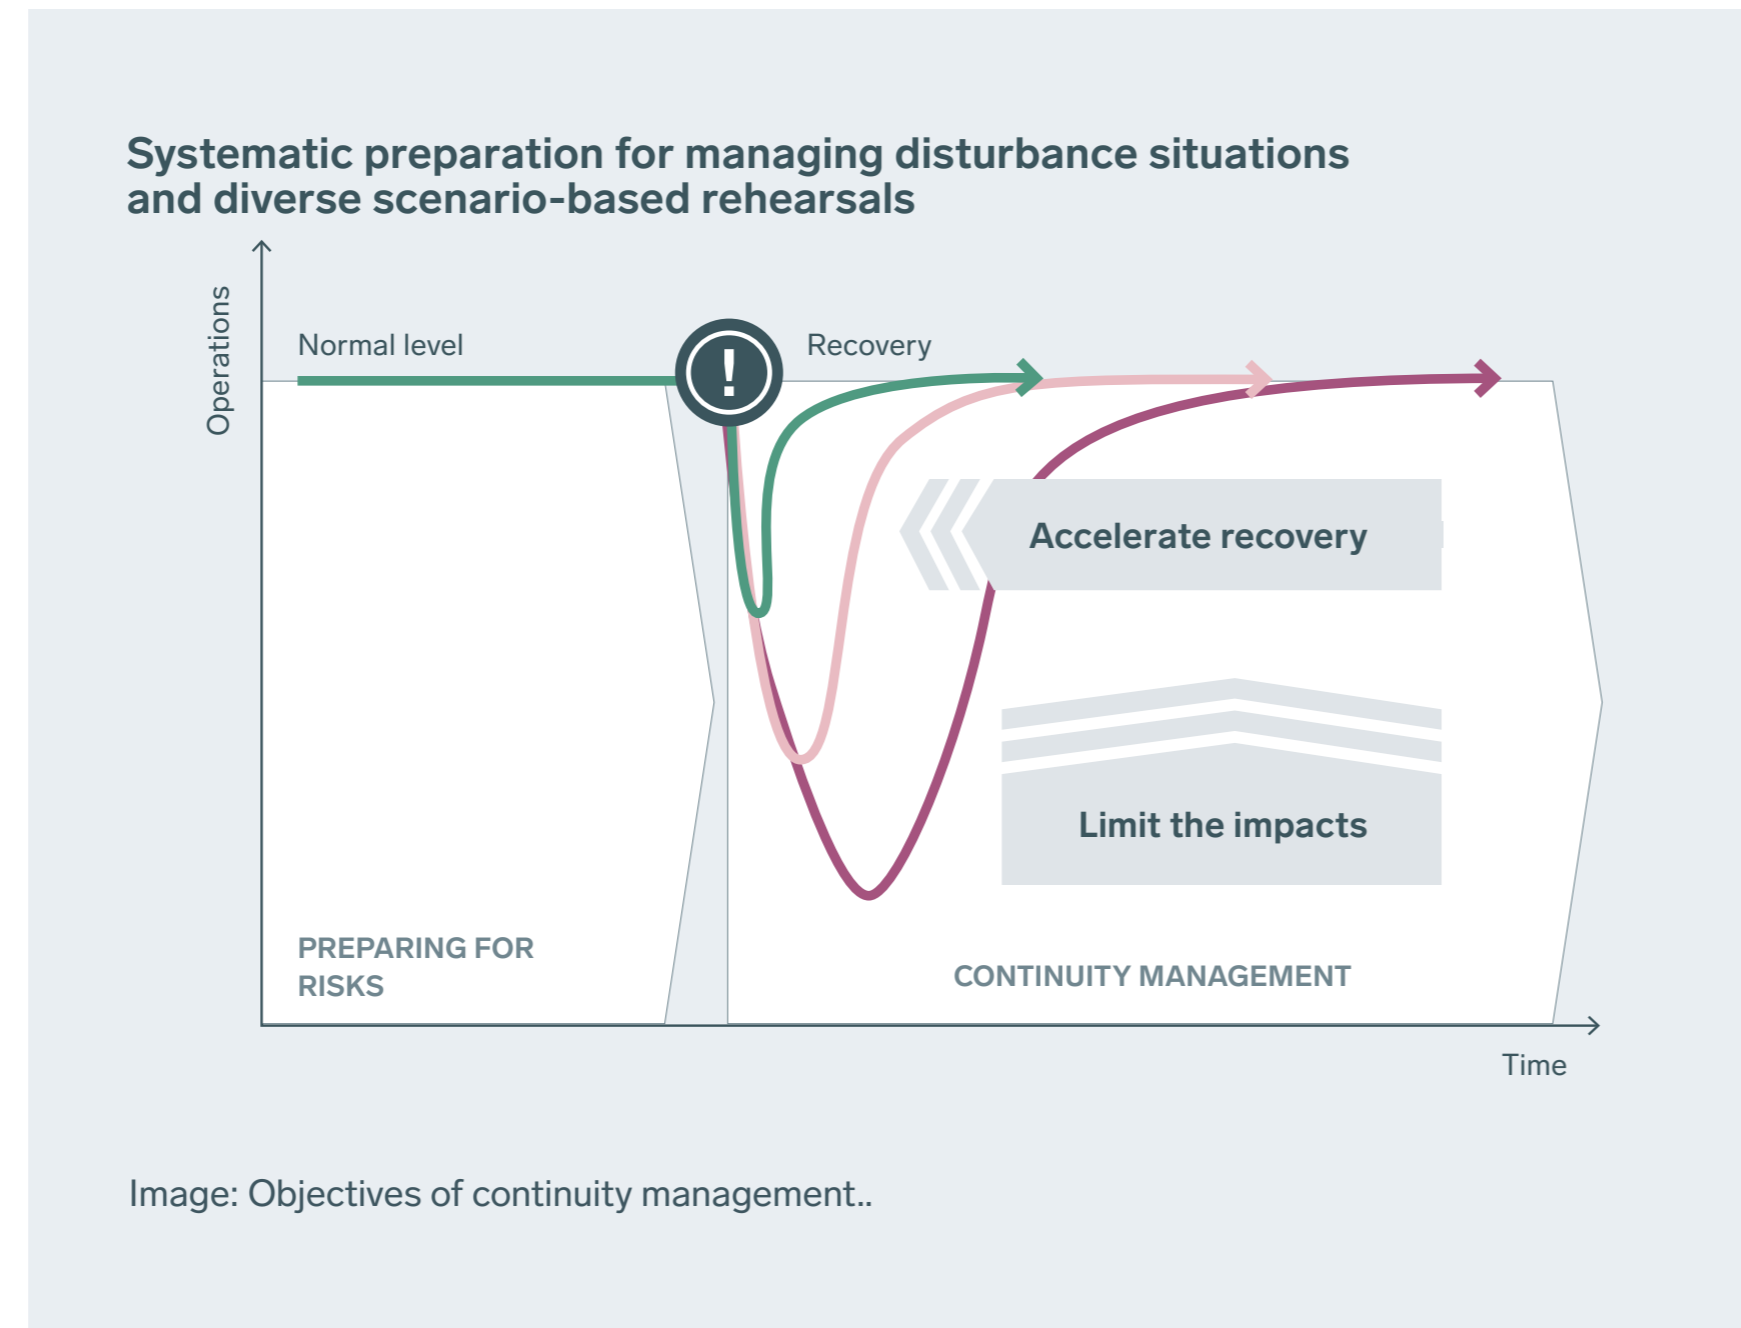 Systematic preparation for managing disturbance situations
and diverse scenario-based rehearsals
Operations
Normal level
!
Recovery
Accelerate recovery
Limit the impacts
PREPARING FOR
RISKS
CONTINUITY MANAGEMENT
Time
Image: Objectives of continuity management..